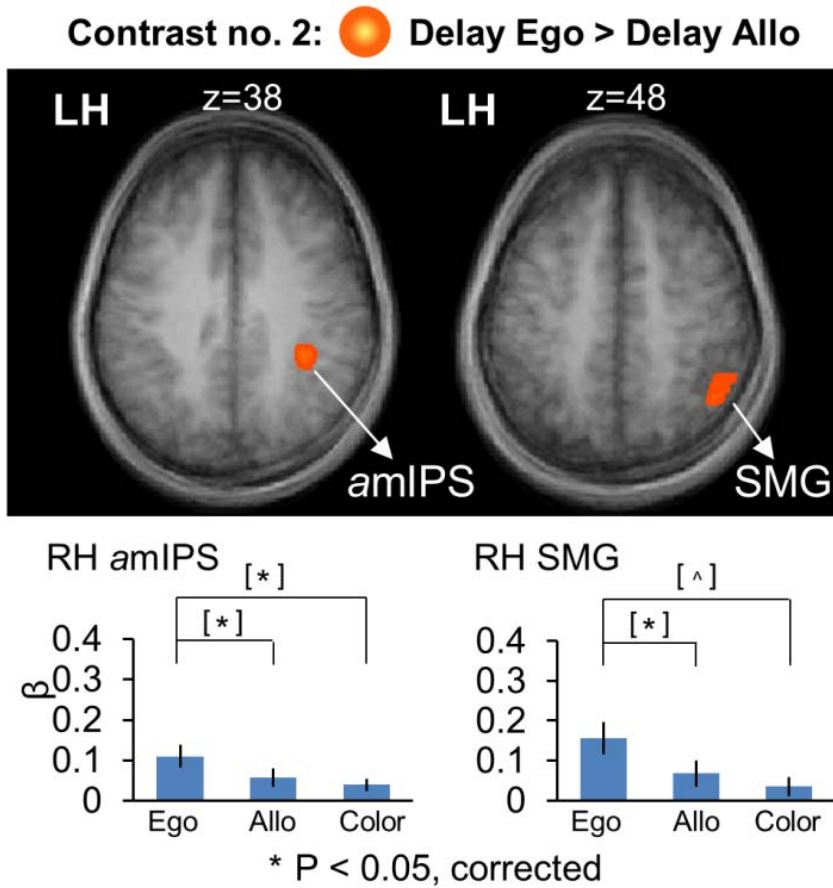 Contrast no. 2: Delay Ego > Delay Allo
LH z=38 LH z=48
amIPS SMG
RH amIPS RH SMG
[*] [^]
[*] [*]
β
0.4 0.4
0.3 0.3
0.2 0.2
0.1 0.1
0 0
Ego Allo Color Ego Allo Color
* P < 0.05, corrected